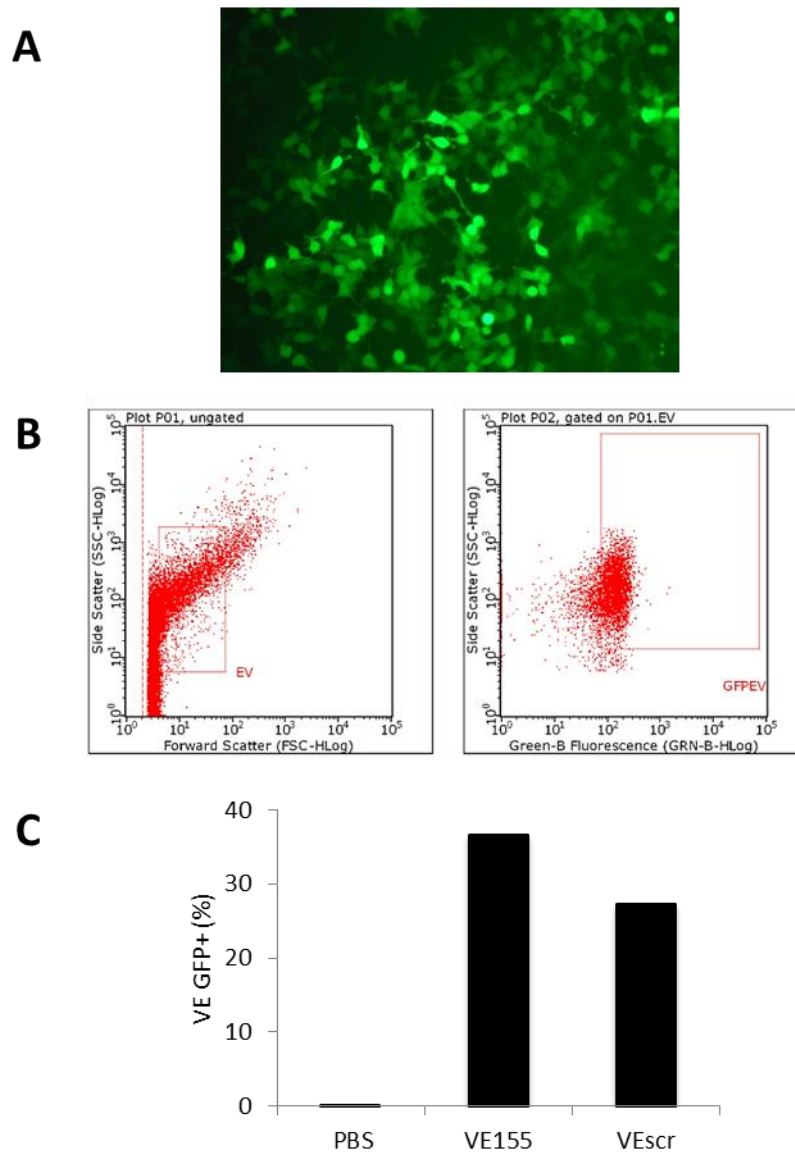 A
B
Plot P01, ungated
Side Scatter (SSC-HLog)
10^5
10^4
10^3
10^2
10^1
10^0
EV
10^0 10^1 10^2 10^3 10^4 10^5
Forward Scatter (FSC-HLog)
Plot P02, gated on P01.EV
Side Scatter (SSC-HLog)
10^5
10^4
10^3
10^2
10^1
10^0
GFPEV
10^0 10^1 10^2 10^3 10^4 10^5
Green-B Fluorescence (GRN-B-HLog)
C
VE GFP+ (%)
40
30
20
10
0
PBS VE155 VEscr